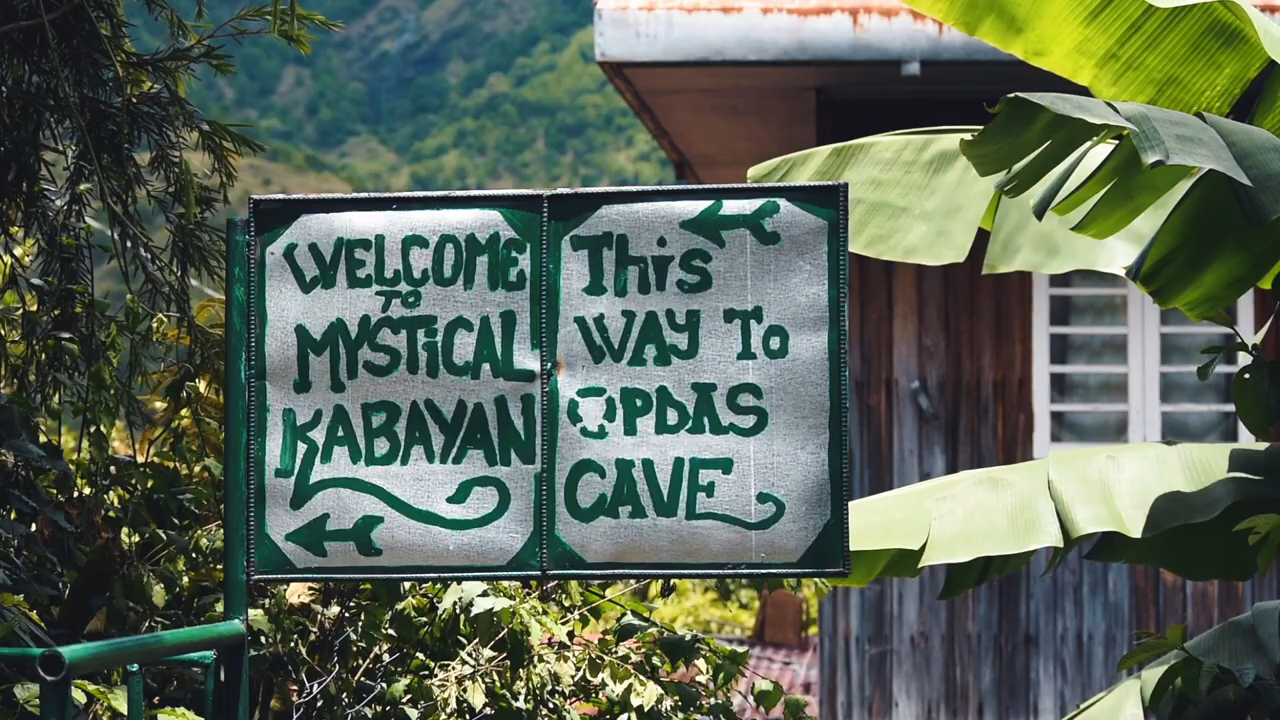 WELCOME
TO
MYSTiCAL
KABAYAN
This
WAY To
OPDAS
CAVE